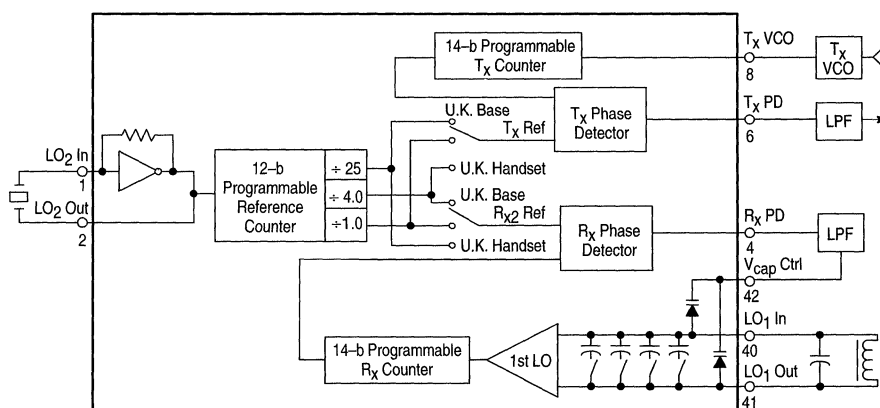 14–b Programmable
Tx Counter
Tx VCO
8
Tx
VCO
U.K. Base
Tx Ref
Tx Phase
Detector
Tx PD
6
LPF
LO2 In
1
LO2 Out
2
12–b
Programmable
Reference
Counter
÷ 25
÷ 4.0
÷1.0
U.K. Handset
U.K. Base
Rx2 Ref
U.K. Handset
Rx Phase
Detector
Rx PD
4
LPF
Vcap Ctrl
42
14–b Programmable
Rx Counter
1st LO
LO1 In
40
LO1 Out
41